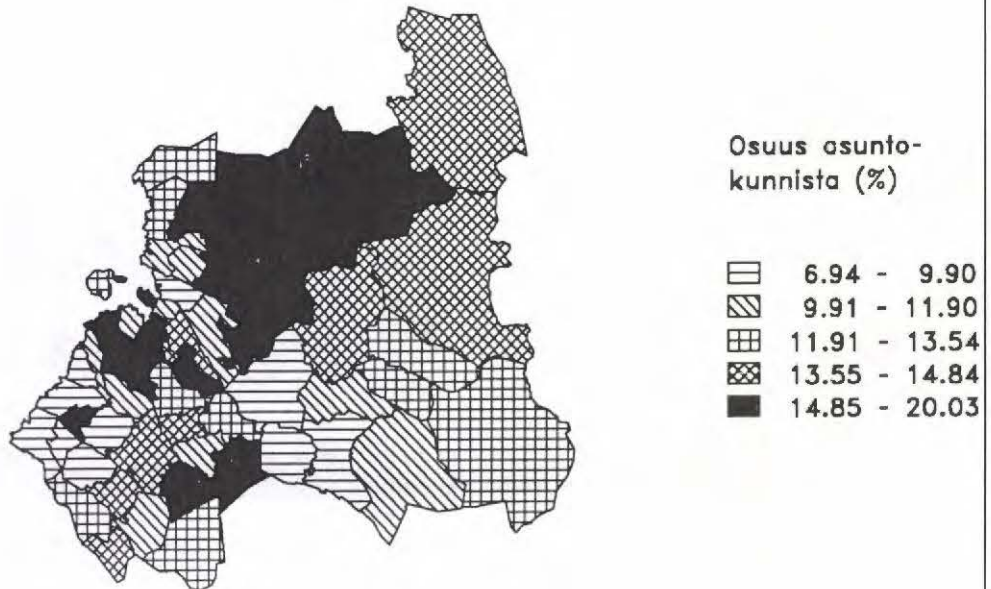 Osuus asunto-
kunnista (%)
6.94 - 9.90
9.91 - 11.90
11.91 - 13.54
13.55 - 14.84
14.85 - 20.03